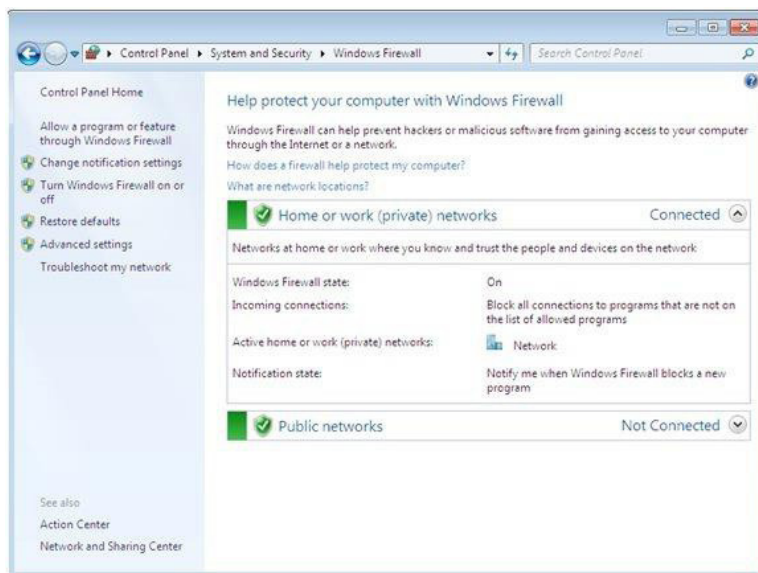 Control Panel ▸ System and Security ▸ Windows Firewall
Search Control Panel
Control Panel Home
Allow a program or feature
through Windows Firewall
Change notification settings
Turn Windows Firewall on or
off
Restore defaults
Advanced settings
Troubleshoot my network
See also
Action Center
Network and Sharing Center
Help protect your computer with Windows Firewall
Windows Firewall can help prevent hackers or malicious software from gaining access to your computer
through the Internet or a network.
How does a firewall help protect my computer?
What are network locations?
Home or work (private) networks Connected
Networks at home or work where you know and trust the people and devices on the network
Windows Firewall state: On
Incoming connections: Block all connections to programs that are not on
the list of allowed programs
Active home or work (private) networks: Network
Notification state: Notify me when Windows Firewall blocks a new
program
Public networks Not Connected